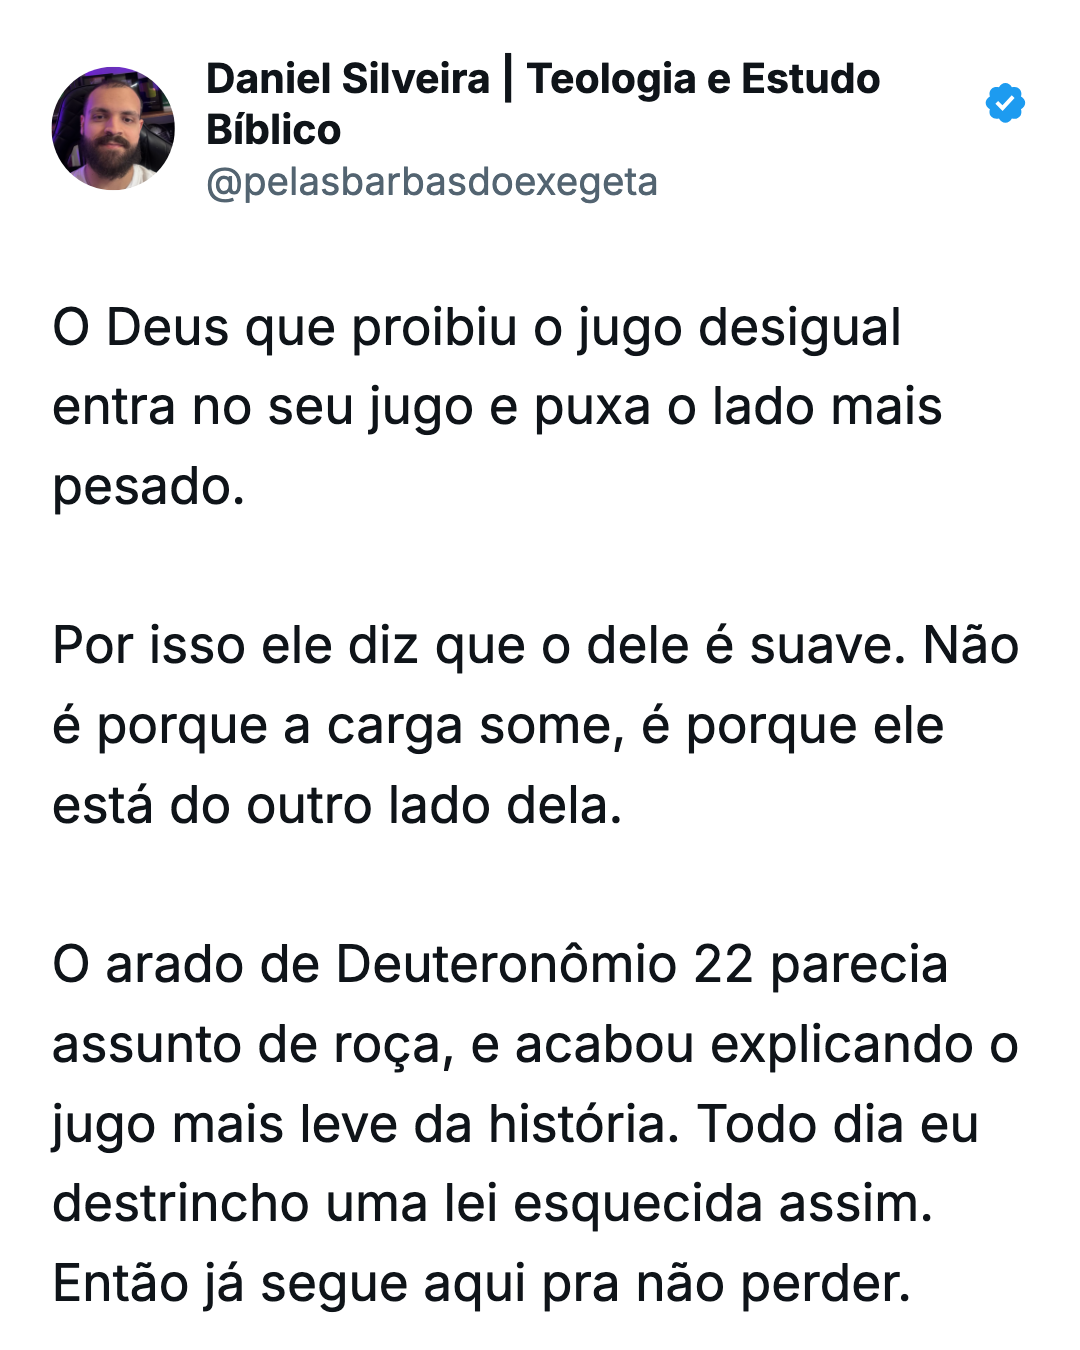 Daniel Silveira | Teologia e Estudo
Bíblico
@pelasbarbasdoexegeta
O Deus que proibiu o jugo desigual
entra no seu jugo e puxa o lado mais
pesado.
Por isso ele diz que o dele é suave. Não
é porque a carga some, é porque ele
está do outro lado dela.
O arado de Deuteronômio 22 parecia
assunto de roça, e acabou explicando o
jugo mais leve da história. Todo dia eu
destrincho uma lei esquecida assim.
Então já segue aqui pra não perder.